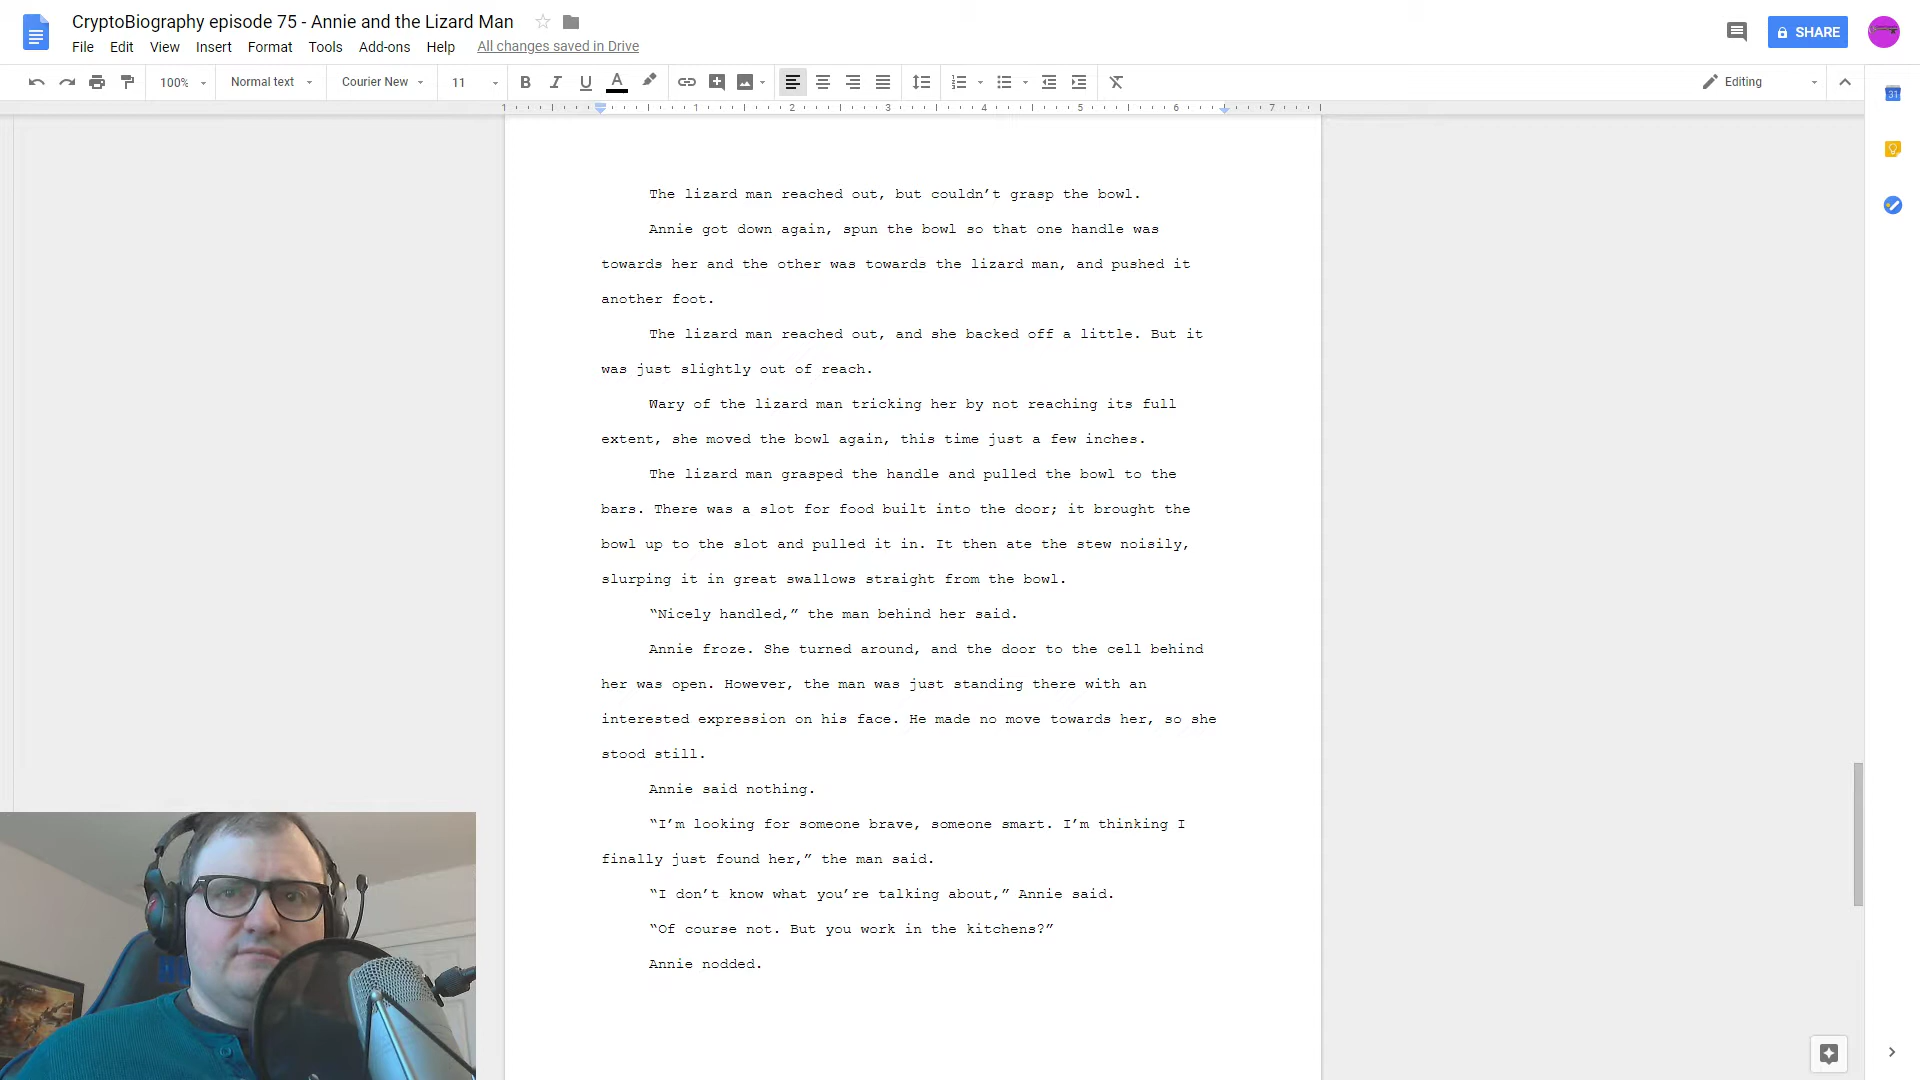 CryptoBiography episode 75 - Annie and the Lizard Man
File Edit View Insert Format Tools Add-ons Help All changes saved in Drive
SHARE
100% Normal text Courier New 11 B I U A Editing
1 1 2 3 4 5 6 7
31
The lizard man reached out, but couldn’t grasp the bowl.
Annie got down again, spun the bowl so that one handle was
towards her and the other was towards the lizard man, and pushed it
another foot.
The lizard man reached out, and she backed off a little. But it
was just slightly out of reach.
Wary of the lizard man tricking her by not reaching its full
extent, she moved the bowl again, this time just a few inches.
The lizard man grasped the handle and pulled the bowl to the
bars. There was a slot for food built into the door; it brought the
bowl up to the slot and pulled it in. It then ate the stew noisily,
slurping it in great swallows straight from the bowl.
“Nicely handled,” the man behind her said.
Annie froze. She turned around, and the door to the cell behind
her was open. However, the man was just standing there with an
interested expression on his face. He made no move towards her, so she
stood still.
Annie said nothing.
“I’m looking for someone brave, someone smart. I’m thinking I
finally just found her,” the man said.
“I don’t know what you’re talking about,” Annie said.
“Of course not. But you work in the kitchens?”
Annie nodded.